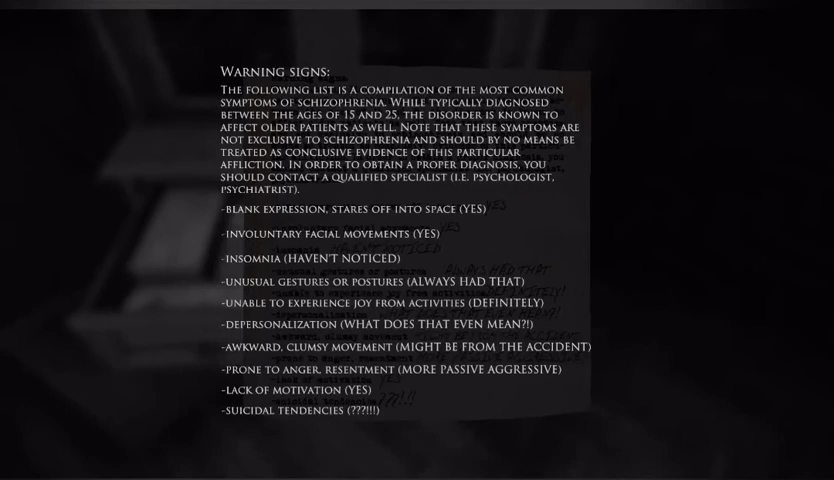 WARNING SIGNS:
THE FOLLOWING LIST IS A COMPILATION OF THE MOST COMMON
SYMPTOMS OF SCHIZOPHRENIA. WHILE TYPICALLY DIAGNOSED
BETWEEN THE AGES OF 15 AND 25, THE DISORDER IS KNOWN TO
AFFECT OLDER PATIENTS AS WELL. NOTE THAT THESE SYMPTOMS ARE
NOT EXCLUSIVE TO SCHIZOPHRENIA AND SHOULD BY NO MEANS BE
TREATED AS CONCLUSIVE EVIDENCE OF THIS PARTICULAR
AFFLICTION. IN ORDER TO OBTAIN A PROPER DIAGNOSIS, YOU
SHOULD CONTACT A QUALIFIED SPECIALIST (I.E. PSYCHOLOGIST,
PSYCHIATRIST).
-BLANK EXPRESSION, STARES OFF INTO SPACE (YES)
-INVOLUNTARY FACIAL MOVEMENTS (YES)
-INSOMNIA (HAVEN'T NOTICED)
-UNUSUAL GESTURES OR POSTURES (ALWAYS HAD THAT)
-UNABLE TO EXPERIENCE JOY FROM ACTIVITIES (DEFINITELY)
-DEPERSONALIZATION (WHAT DOES THAT EVEN MEAN?!)
-AWKWARD, CLUMSY MOVEMENT (MIGHT BE FROM THE ACCIDENT)
-PRONE TO ANGER, RESENTMENT (MORE PASSIVE AGGRESSIVE)
-LACK OF MOTIVATION (YES)
-SUICIDAL TENDENCIES (???!!!)